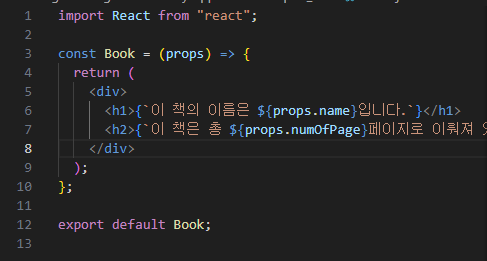 1 import React from "react";
2
3 const Book = (props) => {
4 return (
5 <div>
6 <h1>{`이 책의 이름은 ${props.name}입니다.`}</h1>
7 <h2>{`이 책은 총 ${props.numOfPage}페이지로 이뤄져
8 </div>
9 );
10 };
11
12 export default Book;
13